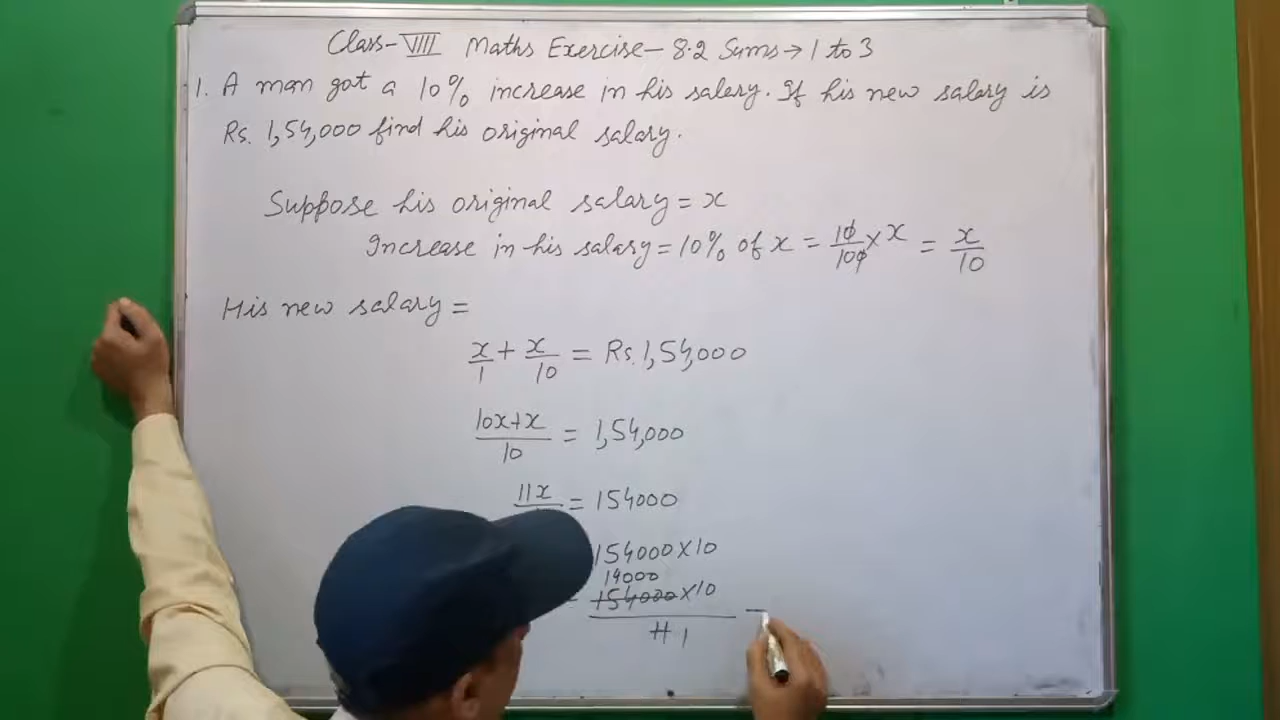 Class-VIII Maths Exercise-8.2 Sums→1 to 3
1. A man got a 10% increase in his salary. If his new salary is
Rs. 1,54,000 find his original salary.
Suppose his original salary = x
Increase in his salary = 10% of x = 10/100 × x = x/10
His new salary =
x/1 + x/10 = Rs. 1,54,000
10x+x/10 = 1,54,000
11x = 154000
154000×10
14000
= 154000×10/11 1 =